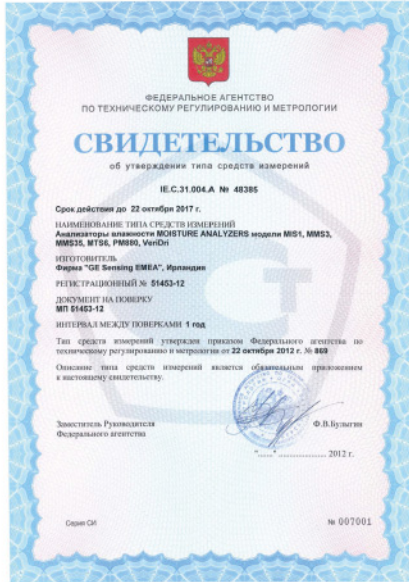 ФЕДЕРАЛЬНОЕ АГЕНТСТВО
ПО ТЕХНИЧЕСКОМУ РЕГУЛИРОВАНИЮ И МЕТРОЛОГИИ
СВИДЕТЕЛЬСТВО
об утверждении типа средств измерений
IE.C.31.004.A № 48385
Срок действия до 22 октября 2017 г.
НАИМЕНОВАНИЕ ТИПА СРЕДСТВ ИЗМЕРЕНИЙ
Анализаторы влажности MOISTURE ANALYZERS модели MIS1, MMS3,
MMS35, MTS6, PM880, VeriDri
ИЗГОТОВИТЕЛЬ
Фирма "GE Sensing EMEA", Ирландия
РЕГИСТРАЦИОННЫЙ № 51453-12
ДОКУМЕНТ НА ПОВЕРКУ
МП 51453-12
ИНТЕРВАЛ МЕЖДУ ПОВЕРКАМИ 1 год
Тип средств измерений утвержден приказом Федерального агентства по
техническому регулированию и метрологии от 22 октября 2012 г. № 869
Описание типа средств измерений является обязательным приложением
к настоящему свидетельству.
Заместитель Руководителя
Федерального агентства
Ф.В.Булыгин
"......" ..................... 2012 г.
Серия СИ
№ 007001